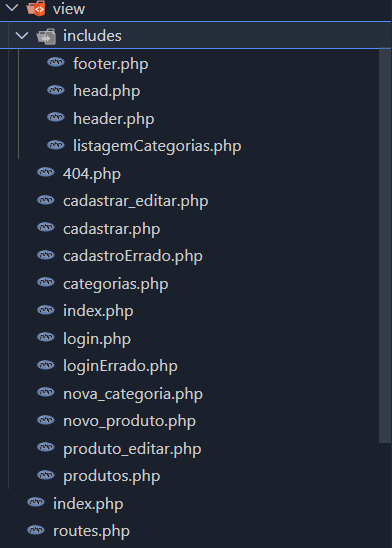 view
includes
footer.php
head.php
header.php
listagemCategorias.php
404.php
cadastrar_editar.php
cadastrar.php
cadastroErrado.php
categorias.php
index.php
login.php
loginErrado.php
nova_categoria.php
novo_produto.php
produto_editar.php
produtos.php
index.php
routes.php